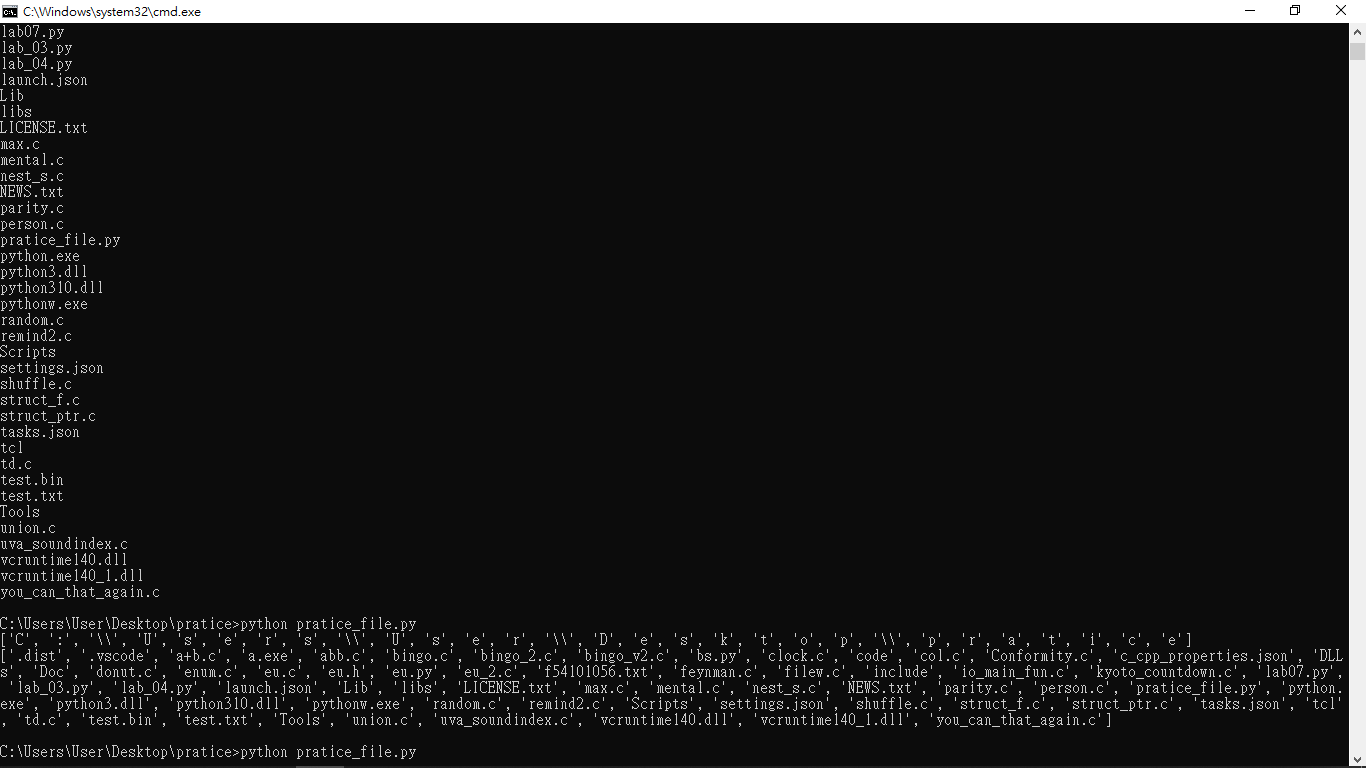 C:\Windows\system32\cmd.exe
lab07.py
lab_03.py
lab_04.py
launch.json
Lib
libs
LICENSE.txt
max.c
mental.c
nest_s.c
NEWS.txt
parity.c
person.c
pratice_file.py
python.exe
python3.dll
python310.dll
pythonw.exe
random.c
remind2.c
Scripts
settings.json
shuffle.c
struct_f.c
struct_ptr.c
tasks.json
tcl
td.c
test.bin
test.txt
Tools
union.c
uva_soundindex.c
vcruntime140.dll
vcruntime140_1.dll
you_can_that_again.c
C:\Users\User\Desktop\pratice>python pratice_file.py
['C', ':', '\\', 'U', 's', 'e', 'r', 's', '\\', 'U', 's', 'e', 'r', '\\', 'D', 'e', 's', 'k', 't', 'o', 'p', '\\', 'p', 'r', 'a', 't', 'i', 'c', 'e']
['.dist', '.vscode', 'a+b.c', 'a.exe', 'abb.c', 'bingo.c', 'bingo_2.c', 'bingo_v2.c', 'bs.py', 'clock.c', 'code', 'col.c', 'Conformity.c', 'c_cpp_properties.json', 'DLL
s', 'Doc', 'donut.c', 'enum.c', 'eu.c', 'eu.h', 'eu.py', 'eu_2.c', 'f54101056.txt', 'feynman.c', 'filew.c', 'include', 'io_main_fun.c', 'kyoto_countdown.c', 'lab07.py',
'lab_03.py', 'lab_04.py', 'launch.json', 'Lib', 'libs', 'LICENSE.txt', 'max.c', 'mental.c', 'nest_s.c', 'NEWS.txt', 'parity.c', 'person.c', 'pratice_file.py', 'python.
exe', 'python3.dll', 'python310.dll', 'pythonw.exe', 'random.c', 'remind2.c', 'Scripts', 'settings.json', 'shuffle.c', 'struct_f.c', 'struct_ptr.c', 'tasks.json', 'tcl'
, 'td.c', 'test.bin', 'test.txt', 'Tools', 'union.c', 'uva_soundindex.c', 'vcruntime140.dll', 'vcruntime140_1.dll', 'you_can_that_again.c']
C:\Users\User\Desktop\pratice>python pratice_file.py